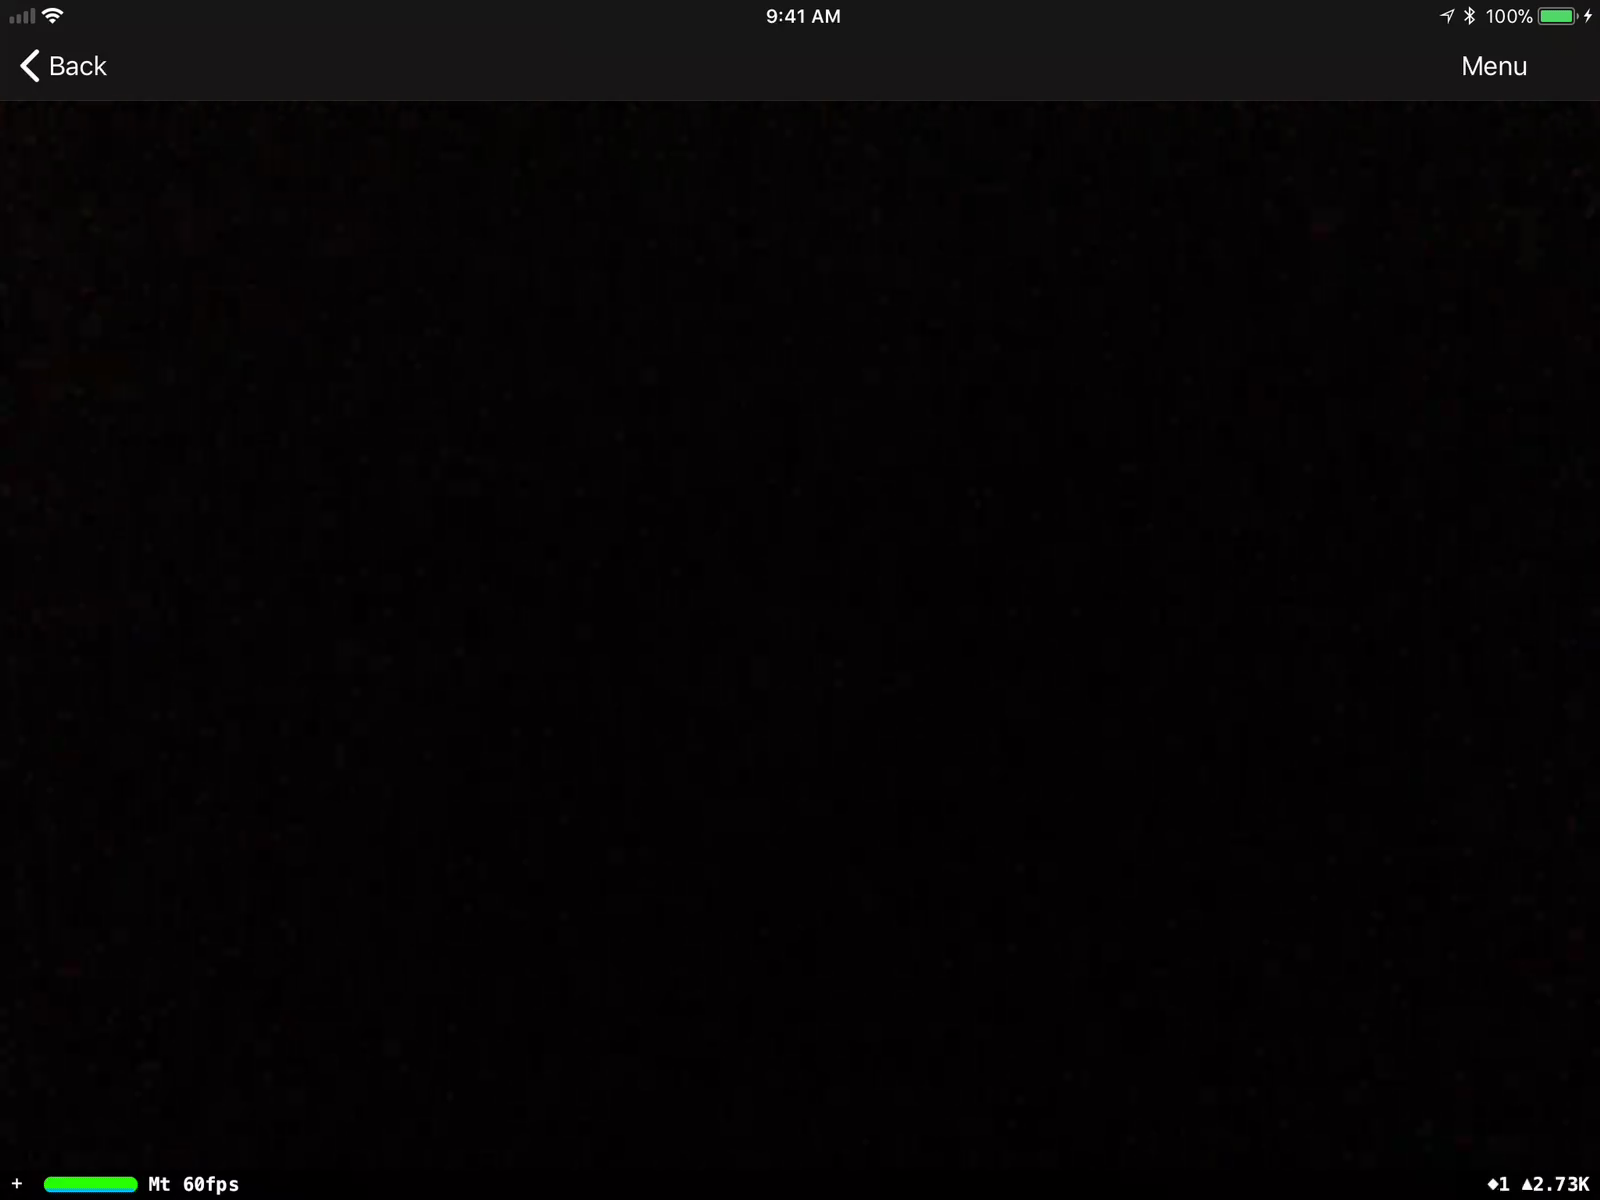 9:41 AM
100%
Back
Menu
+ Mt 60fps
◆1 ▲2.73K